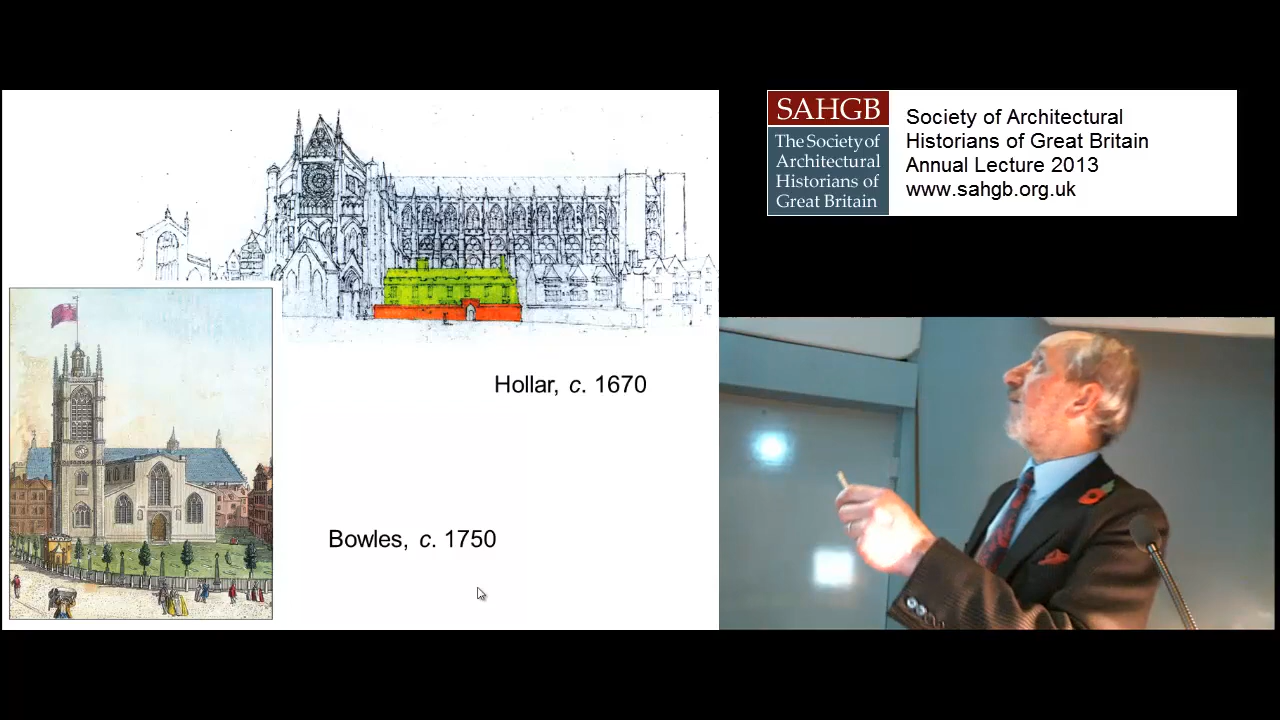 Hollar, c. 1670
Bowles, c. 1750
SAHGB
The Society of
Architectural
Historians of
Great Britain
Society of Architectural
Historians of Great Britain
Annual Lecture 2013
www.sahgb.org.uk